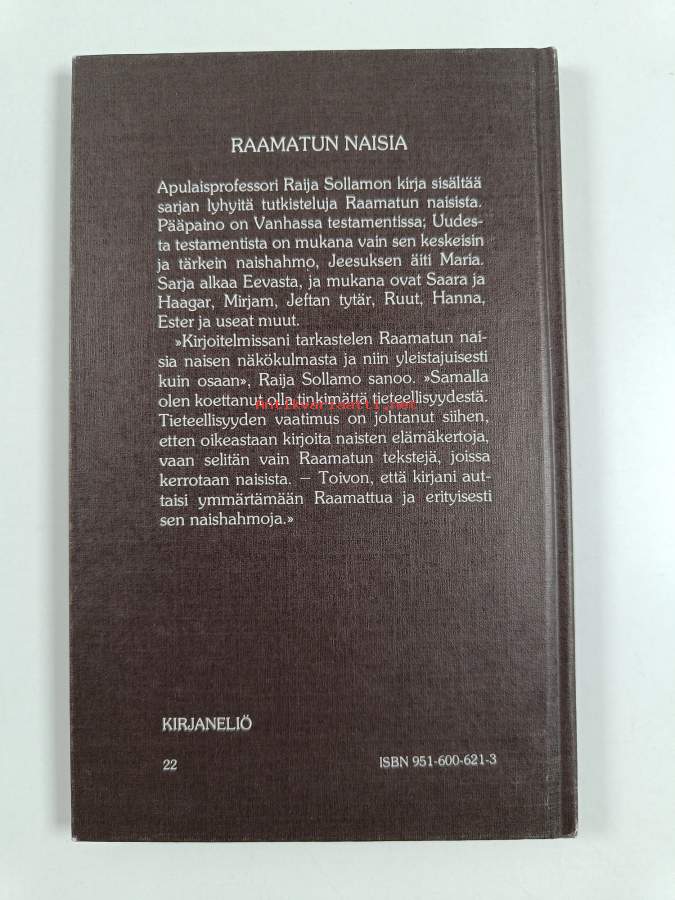 RAAMATUN NAISIA
Apulaisprofessori Raija Sollamon kirja sisältää
sarjan lyhyitä tutkisteluja Raamatun naisista.
Pääpaino on Vanhassa testamentissa; Uudes-
ta testamentista on mukana vain sen keskeisin
ja tärkein naishahmo, Jeesuksen äiti Maria.
Sarja alkaa Eevasta, ja mukana ovat Saara ja
Haagar, Mirjam, Jeftan tytär, Ruut, Hanna,
Ester ja useat muut.
»Kirjoitelmissani tarkastelen Raamatun nai-
sia naisen näkökulmasta ja niin yleistajuisesti
kuin osaan», Raija Sollamo sanoo. »Samalla
olen koettanut olla tinkimättä tieteellisyydestä.
Antikvariaatti.net
Tieteellisyyden vaatimus on johtanut siihen,
etten oikeastaan kirjoita naisten elämäkertoja,
vaan selitän vain Raamatun tekstejä, joissa
kerrotaan naisista. – Toivon, että kirjani aut-
taisi ymmärtämään Raamattua ja erityisesti
sen naishahmoja.»
KIRJANELIÖ
22
ISBN 951-600-621-3